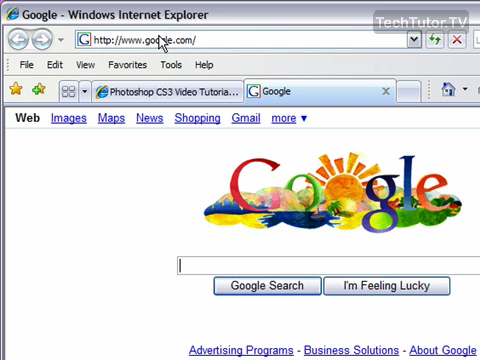 Google - Windows Internet Explorer
TechTutor.TV
http://www.google.com/
File Edit View Favorites Tools Help
Photoshop CS3 Video Tutoria... Google
Web Images Maps News Shopping Gmail more ▼
Google
Google Search I'm Feeling Lucky
Advertising Programs - Business Solutions - About Google